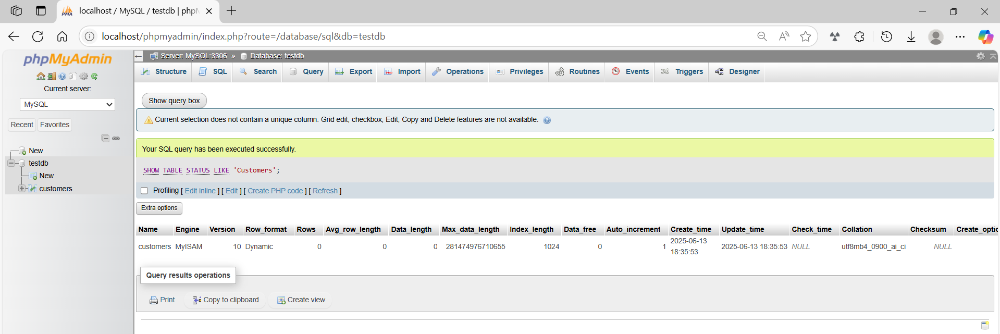 localhost / MySQL / testdb | phpM
localhost/phpmyadmin/index.php?route=/database/sql&db=testdb
phpMyAdmin
Current server:
MySQL
Recent Favorites
New
testdb
New
customers
Server: MySQL:3306 » Database: testdb
Structure SQL Search Query Export Import Operations Privileges Routines Events Triggers Designer
Show query box
Current selection does not contain a unique column. Grid edit, checkbox, Edit, Copy and Delete features are not available.
Your SQL query has been executed successfully.
SHOW TABLE STATUS LIKE 'Customers';
Profiling [ Edit inline ] [ Edit ] [ Create PHP code ] [ Refresh ]
Extra options
Name Engine Version Row_format Rows Avg_row_length Data_length Max_data_length Index_length Data_free Auto_increment Create_time Update_time Check_time Collation Checksum Create_optio
customers MyISAM 10 Dynamic 0 0 0 281474976710655 1024 0 1 2025-06-13 18:35:53 2025-06-13 18:35:53 NULL utf8mb4_0900_ai_ci NULL
Query results operations
Print Copy to clipboard Create view